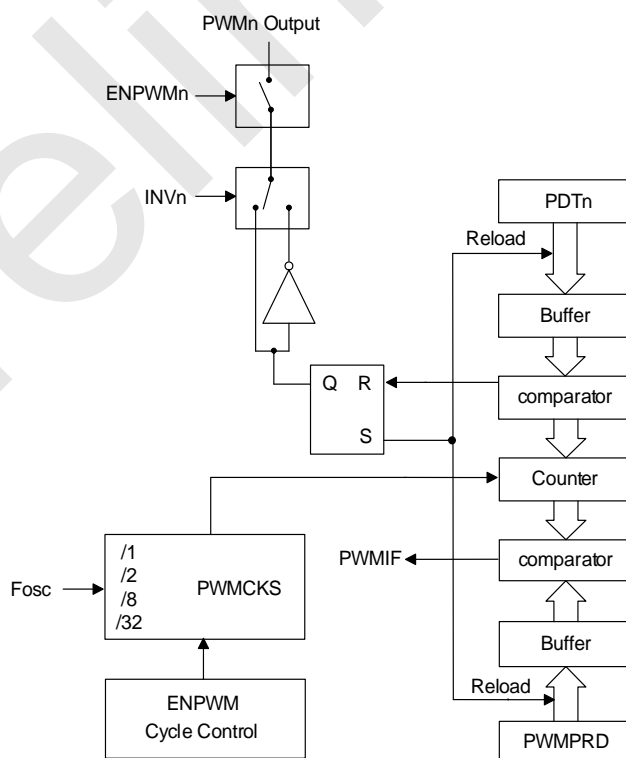 PWMn Output
ENPWMn
INVn
PDTn
Reload
Buffer
Q R
comparator
S
Counter
/1
/2
/8
/32
PWMCKS
Fosc
PWMIF
comparator
Buffer
Reload
ENPWM
Cycle Control
PWMPRD